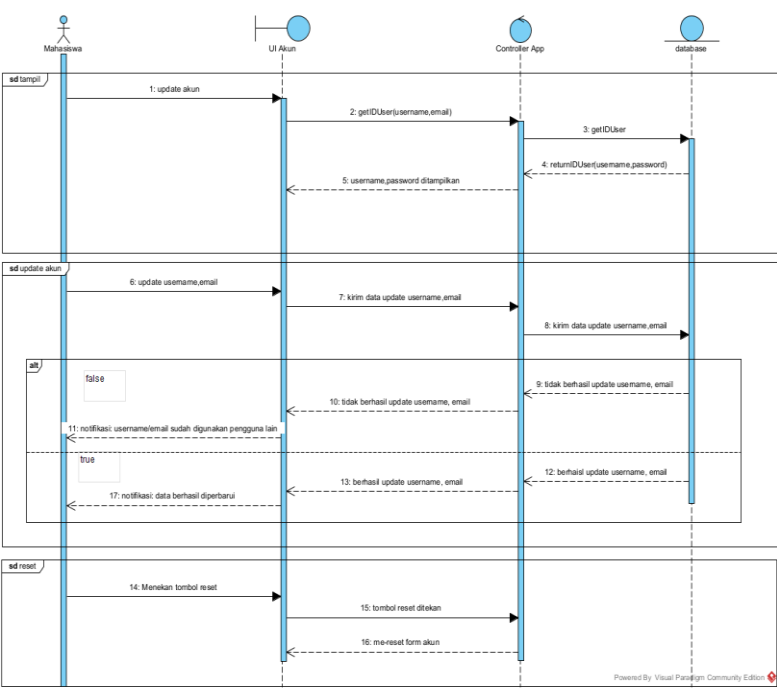 Mahasiswa
UI Akun
Controller App
database
sd tampil
1: update akun
2: getIDUser(username,email)
3: getIDUser
4: returnIDUser(username,password)
5: username,password ditampilkan
sd update akun
6: update username,email
7: kirim data update username,email
8: kirim data update username,email
alt
false
9: tidak berhasil update username, email
10: tidak berhasil update username, email
11: notifikasi: username/email sudah digunakan pengguna lain
true
12: berhaisl update username, email
13: berhasil update username, email
17: notifikasi: data berhasil diperbarui
sd reset
14: Menekan tombol reset
15: tombol reset ditekan
16: me-reset form akun
Powered By Visual Paradigm Community Edition